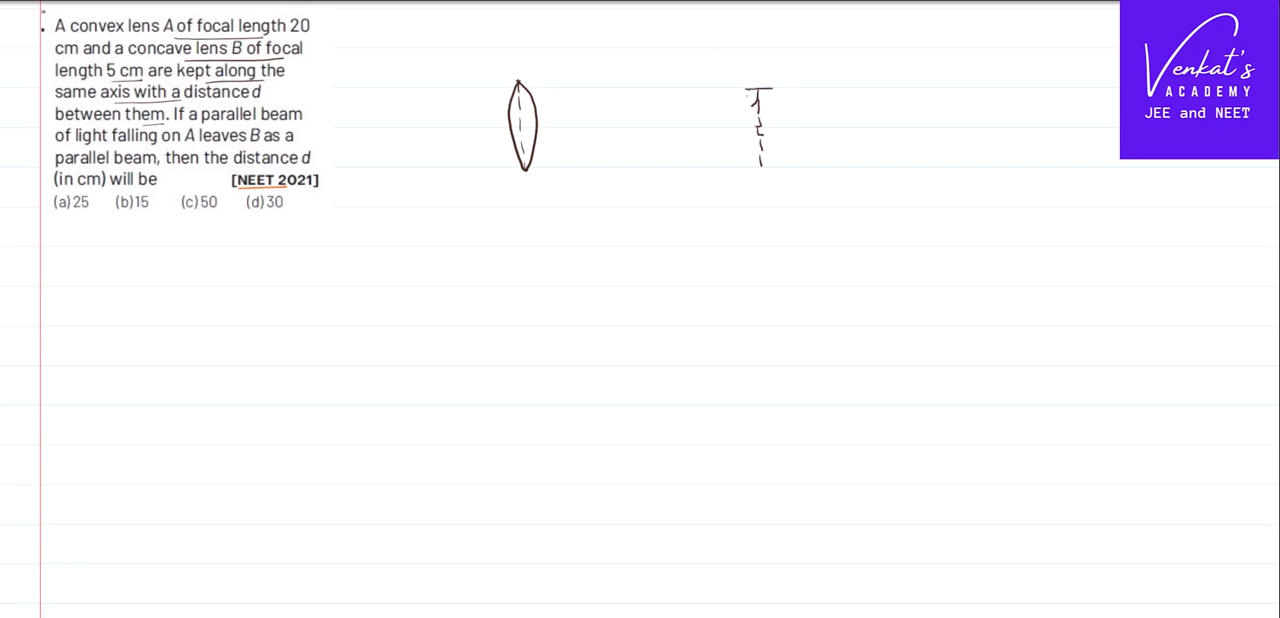 . A convex lens A of focal length 20
cm and a concave lens B of focal
length 5 cm are kept along the
same axis with a distance d
between them. If a parallel beam
of light falling on A leaves B as a
parallel beam, then the distance d
(in cm) will be [NEET 2021]
(a) 25 (b) 15 (c) 50 (d) 30
Venkat's
ACADEMY
JEE and NEET